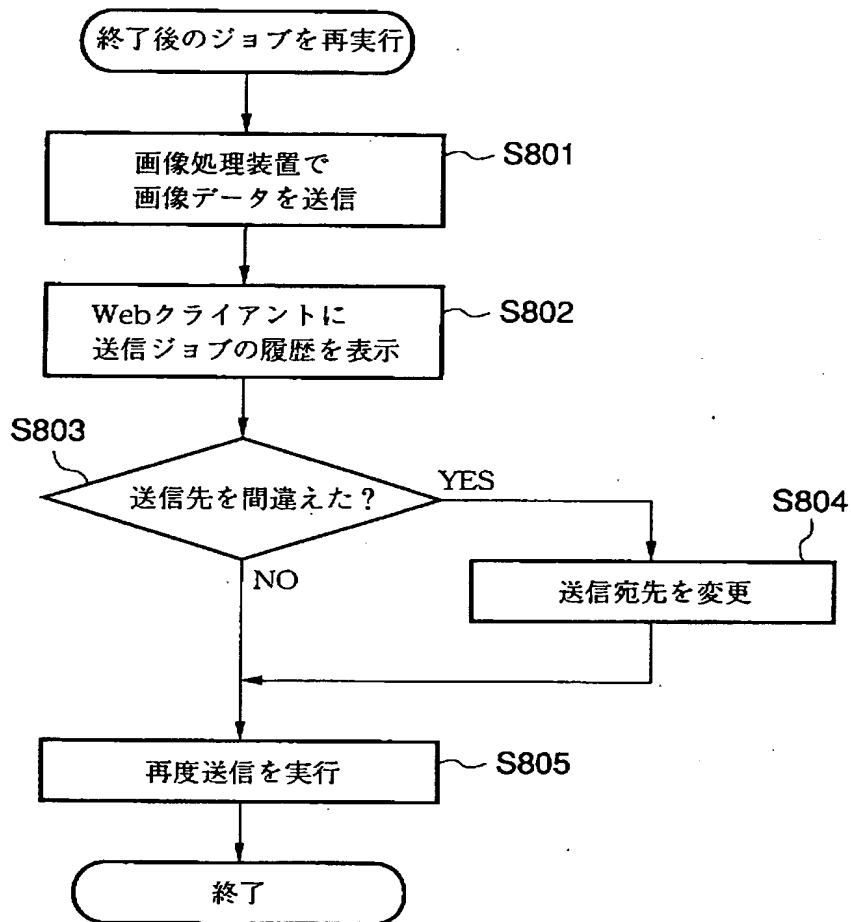 終了後のジョブを再実行
画像処理装置で
画像データを送信
S801
Webクライアントに
送信ジョブの履歴を表示
S802
S803
送信先を間違えた?
YES
NO
S804
送信宛先を変更
再度送信を実行
S805
終了